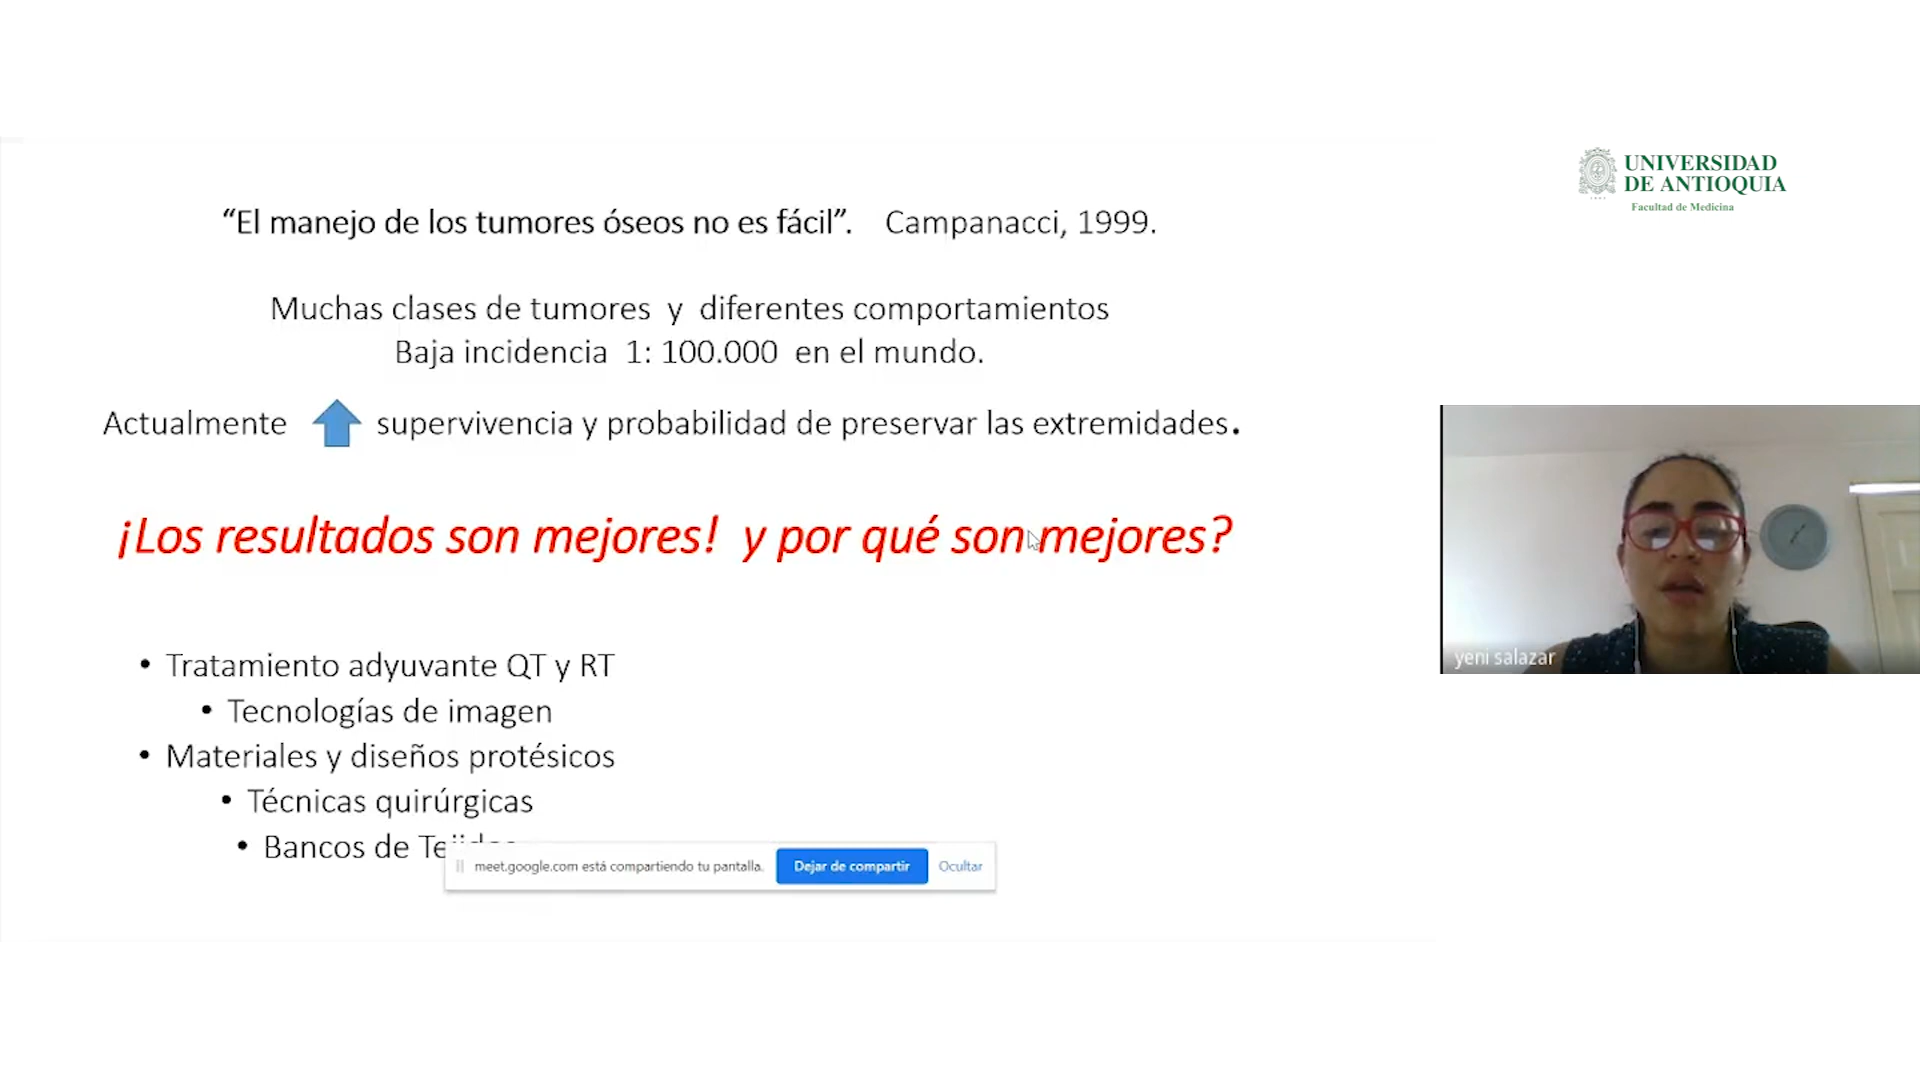 UNIVERSIDAD
DE ANTIOQUIA
Facultad de Medicina
“El manejo de los tumores óseos no es fácil”. Campanacci, 1999.
Muchas clases de tumores y diferentes comportamientos
Baja incidencia 1: 100.000 en el mundo.
Actualmente supervivencia y probabilidad de preservar las extremidades.
¡Los resultados son mejores! y por qué son mejores?
yeni salazar
• Tratamiento adyuvante QT y RT
• Tecnologías de imagen
• Materiales y diseños protésicos
• Técnicas quirúrgicas
• Bancos de
meet.google.com está compartiendo tu pantalla. Dejar de compartir Ocultar